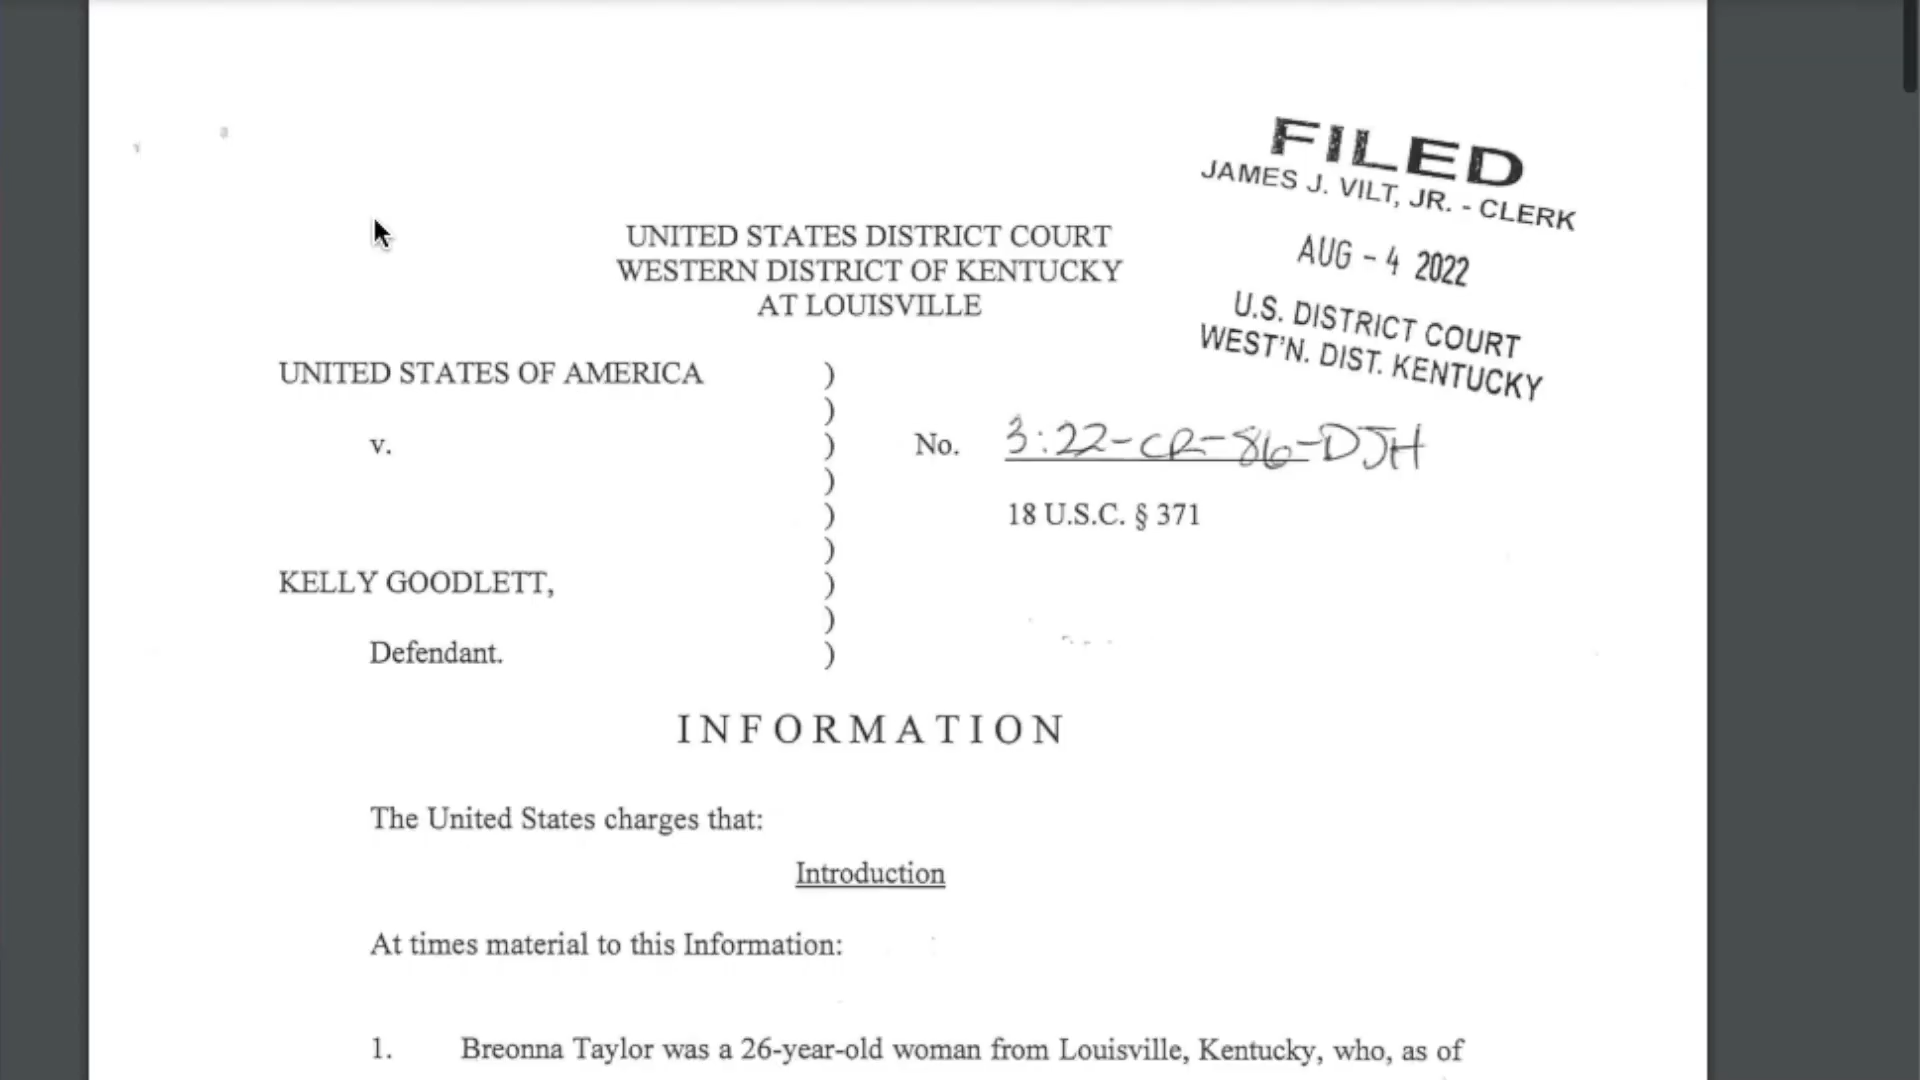 FILED
JAMES J. VILT, JR. - CLERK
AUG - 4 2022
U.S. DISTRICT COURT
WEST'N. DIST. KENTUCKY
UNITED STATES DISTRICT COURT
WESTERN DISTRICT OF KENTUCKY
AT LOUISVILLE
UNITED STATES OF AMERICA )
)
v. ) No. 3:22-CR-86-DJH
)
) 18 U.S.C. § 371
)
KELLY GOODLETT, )
)
Defendant. )
INFORMATION
The United States charges that:
Introduction
At times material to this Information:
1. Breonna Taylor was a 26-year-old woman from Louisville, Kentucky, who, as of